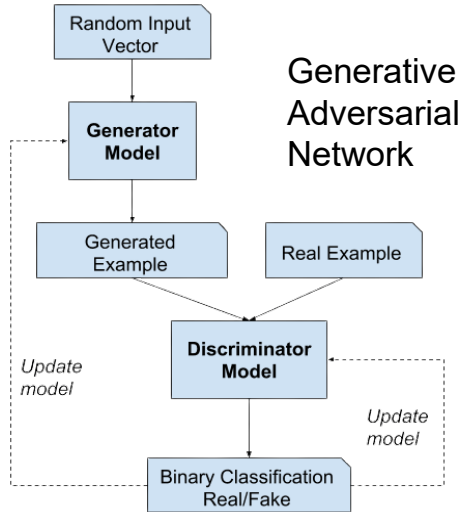 Random Input
Vector
Generative
Adversarial
Network
Generator
Model
Generated
Example
Real Example
Discriminator
Model
Update
model
Update
model
Binary Classification
Real/Fake